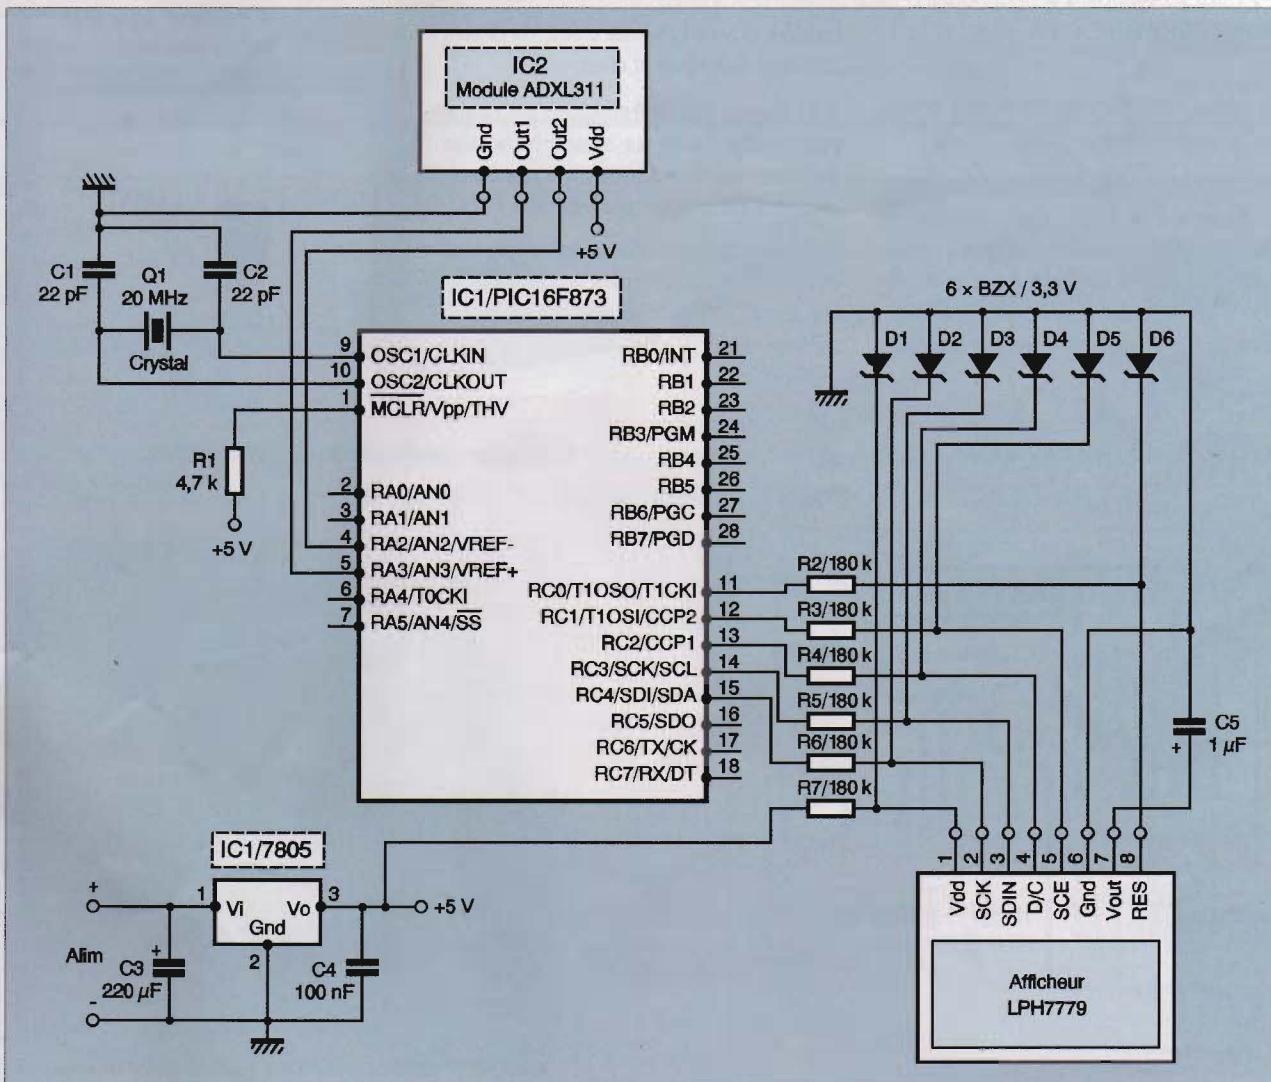 IC2
Module ADXL311
Gnd
Out1
Out2
Vdd
+5 V
C1
22 pF
Q1
20 MHz
Crystal
C2
22 pF
IC1/PIC16F873
6 x BZX / 3,3 V
D1
D2
D3
D4
D5
D6
9 OSC1/CLKIN
10 OSC2/CLKOUT
1 MCLR/Vpp/THV
R1
4,7 k
+5 V
2 RA0/AN0
3 RA1/AN1
4 RA2/AN2/VREF-
5 RA3/AN3/VREF+
6 RA4/T0CKI
7 RA5/AN4/SS
RB0/INT 21
RB1 22
RB2 23
RB3/PGM 24
RB4 25
RB5 26
RB6/PGC 27
RB7/PGD 28
RC0/T1OSO/T1CKI 11
RC1/T1OSI/CCP2 12
RC2/CCP1 13
RC3/SCK/SCL 14
RC4/SDI/SDA 15
RC5/SDO 16
RC6/TX/CK 17
RC7/RX/DT 18
R2/180 k
R3/180 k
R4/180 k
R5/180 k
R6/180 k
R7/180 k
C5
+ 1 µF
IC1/7805
+
Alim
-
1 Vi
Vo 3
Gnd
2
+5 V
+
C3
220 µF
C4
100 nF
1 Vdd
2 SCK
3 SDIN
4 D/C
5 SCE
6 Gnd
7 Vout
8 RES
Afficheur
LPH7779